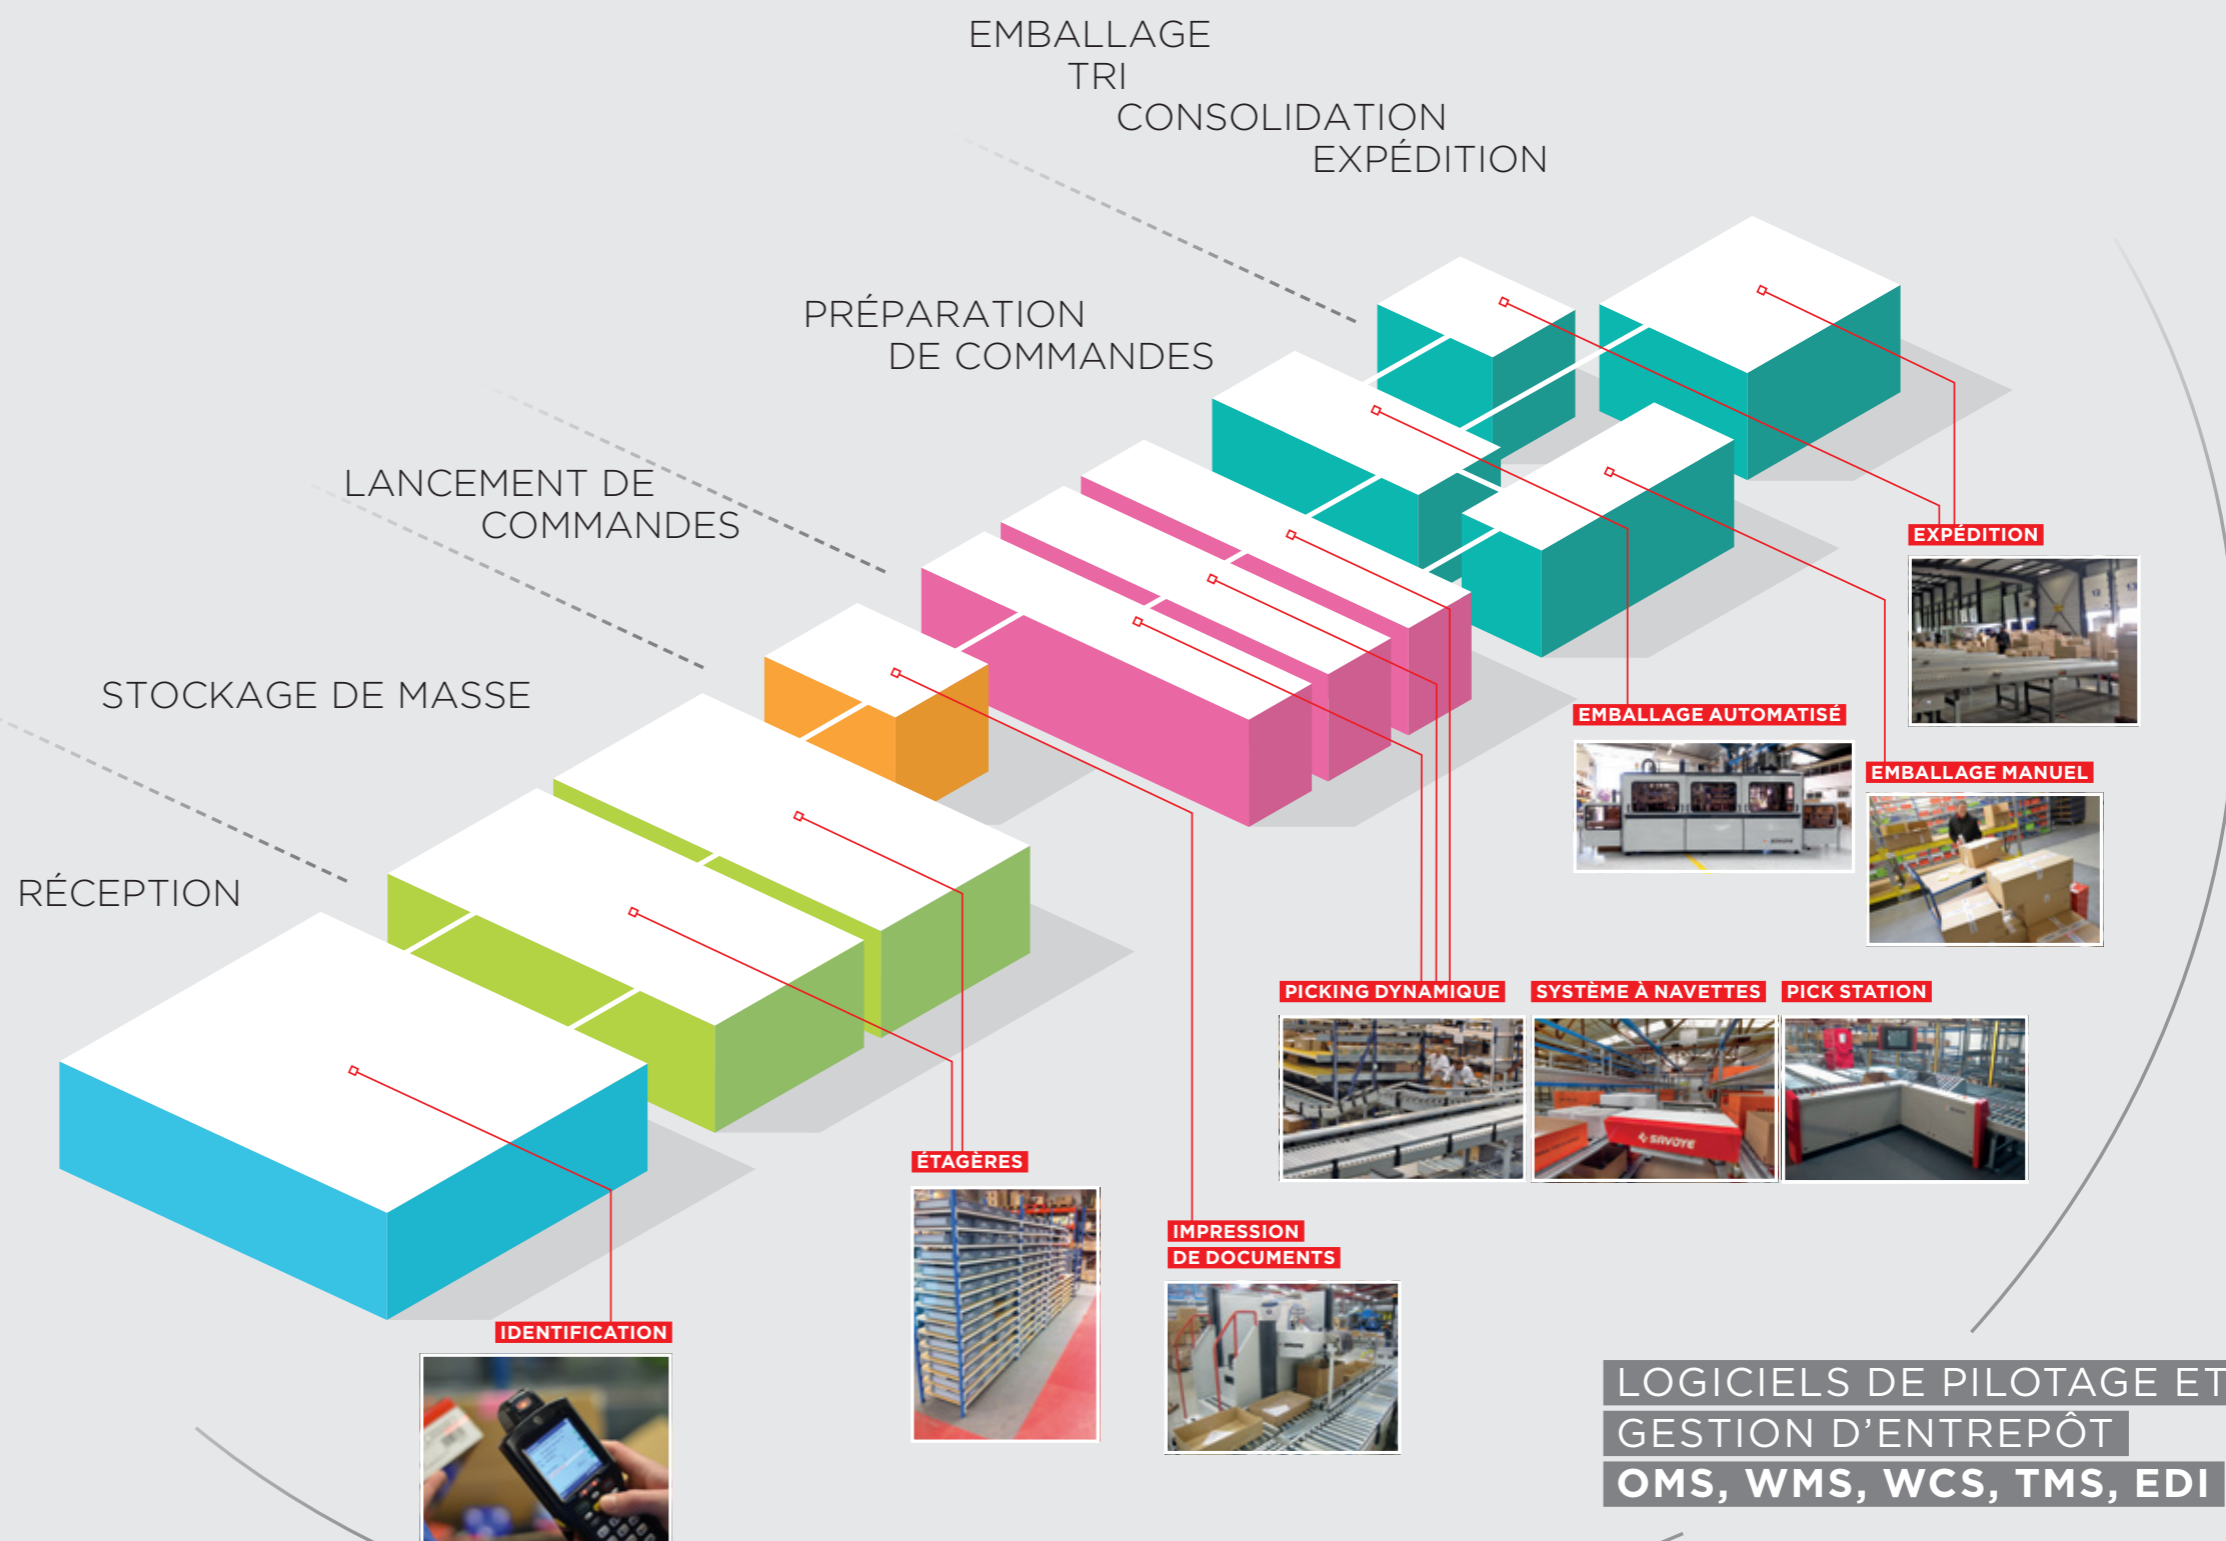 EMBALLAGE
TRI
CONSOLIDATION
EXPÉDITION
PRÉPARATION
DE COMMANDES
LANCEMENT DE
COMMANDES
STOCKAGE DE MASSE
RÉCEPTION
EXPÉDITION
EMBALLAGE AUTOMATISÉ
EMBALLAGE MANUEL
PICKING DYNAMIQUE
SYSTÈME À NAVETTES
PICK STATION
SAVOYE
ÉTAGÈRES
IMPRESSION
DE DOCUMENTS
IDENTIFICATION
LOGICIELS DE PILOTAGE ET
GESTION D'ENTREPÔT
OMS, WMS, WCS, TMS, EDI